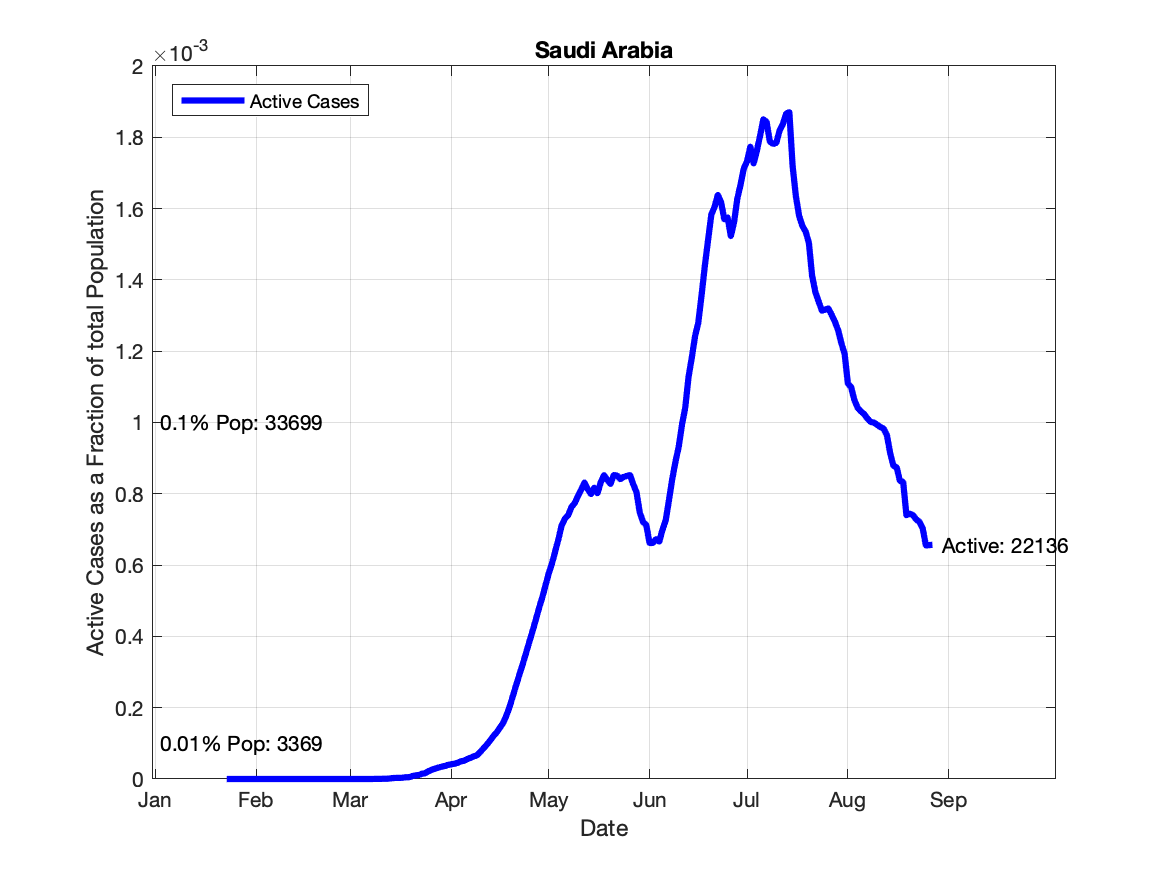 Saudi Arabia
×10-3
2
1.8
1.6
1.4
1.2
1
0.8
0.6
0.4
0.2
0
Active Cases
0.1% Pop: 33699
Active: 22136
0.01% Pop: 3369
Active Cases as a Fraction of total Population
Jan Feb Mar Apr May Jun Jul Aug Sep
Date